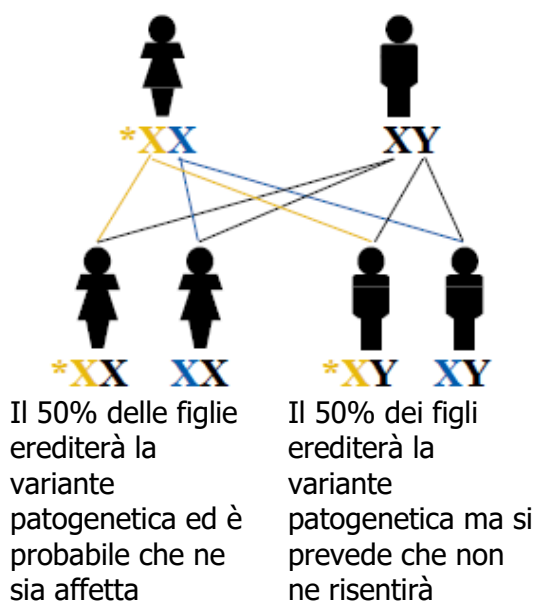 *XX XY
*XX XX *XY XY
Il 50% delle figlie
erediterà la
variante
patogenetica ed è
probabile che ne
sia affetta
Il 50% dei figli
erediterà la
variante
patogenetica ma si
prevede che non
ne risentirà